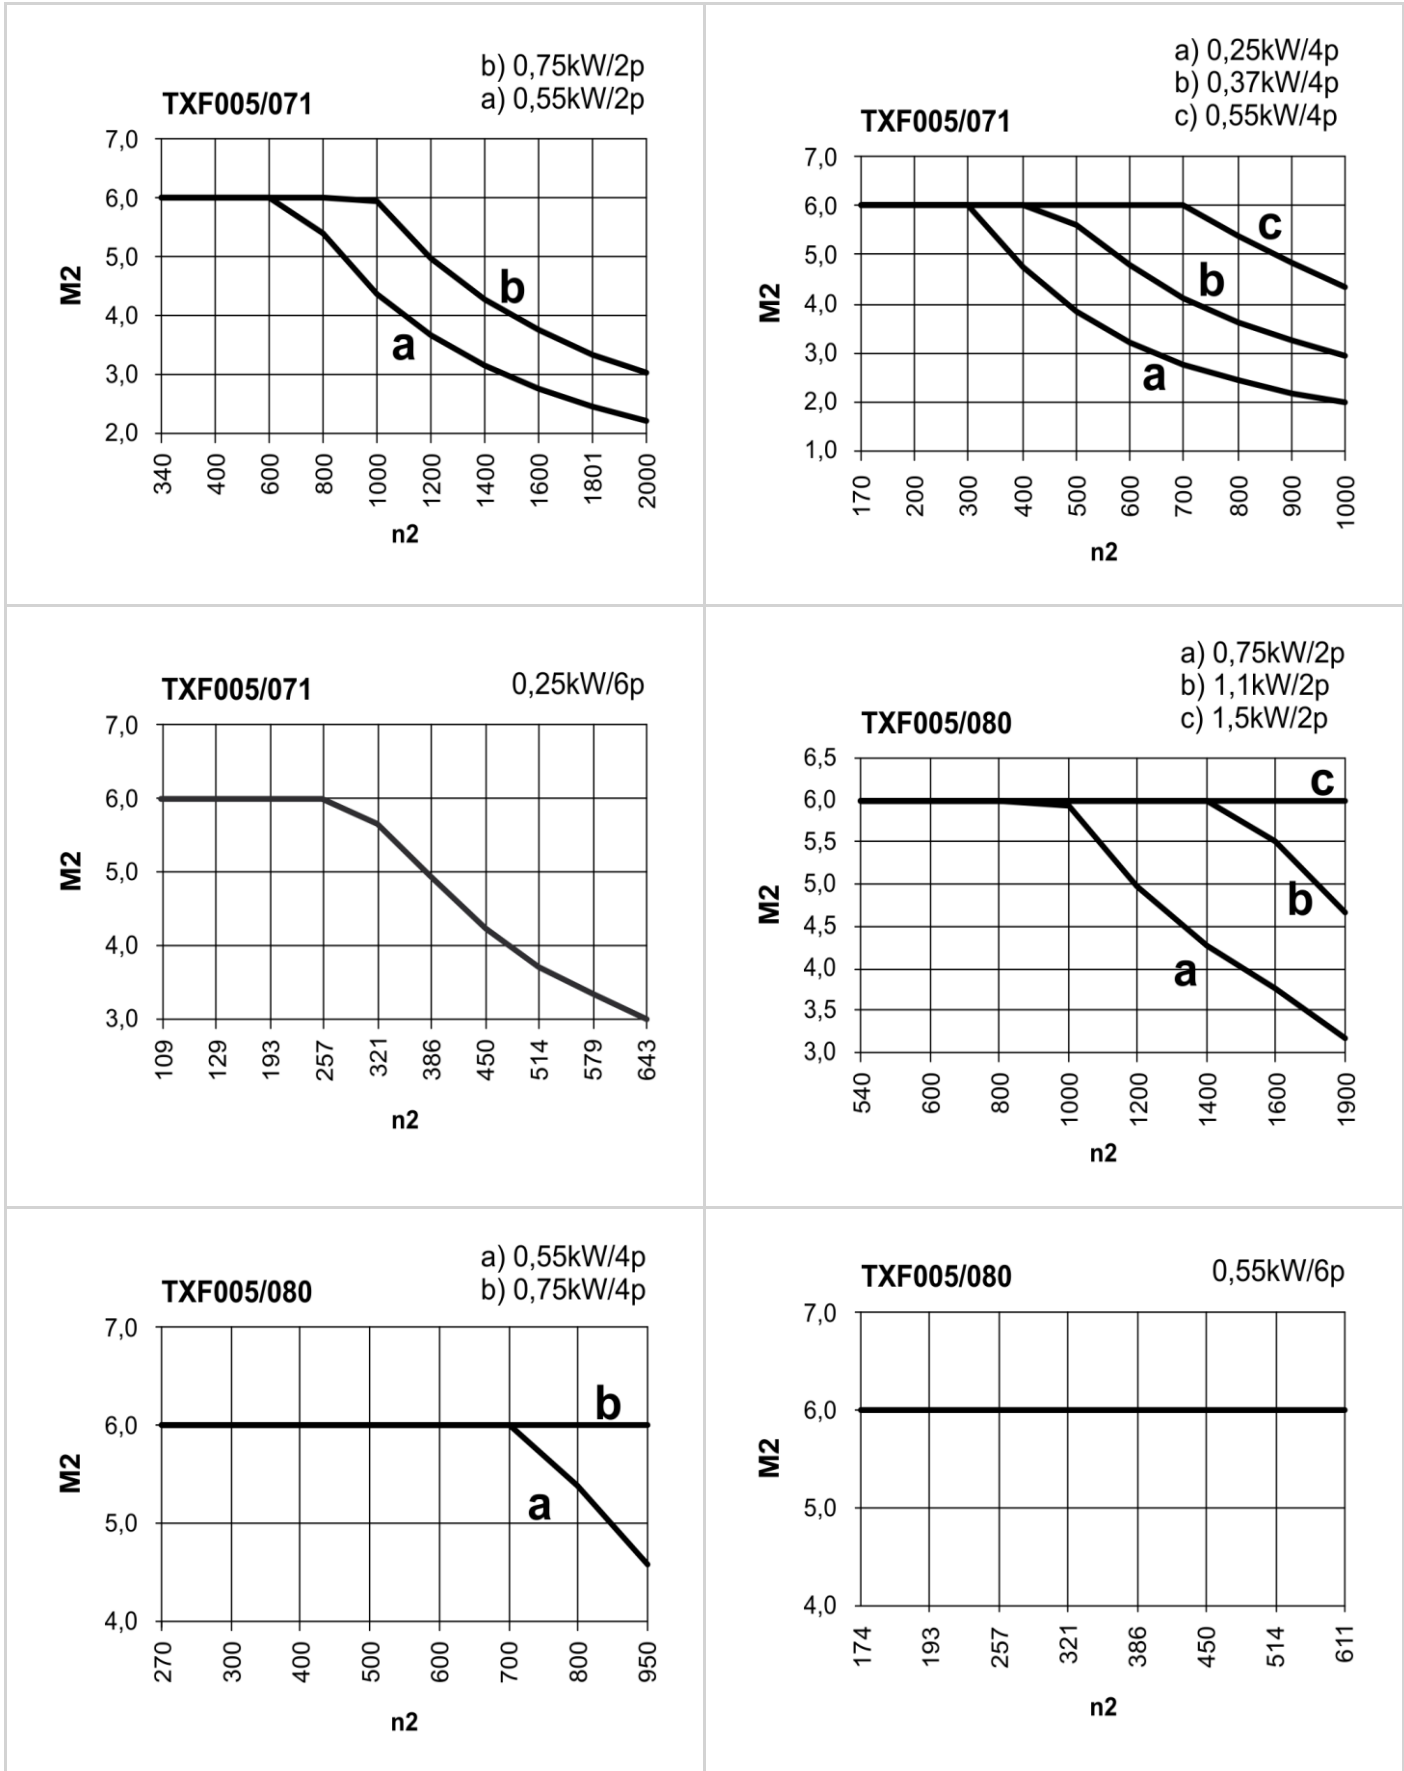 b) 0,75kW/2p
a) 0,55kW/2p
TXF005/071
7,0
6,0
5,0
4,0
3,0
2,0
M2
b
a
340 400 600 800 1000 1200 1400 1600 1801 2000
n2
a) 0,25kW/4p
b) 0,37kW/4p
c) 0,55kW/4p
TXF005/071
7,0
6,0
5,0
4,0
3,0
2,0
1,0
M2
c
b
a
170 200 300 400 500 600 700 800 900 1000
n2
TXF005/071 0,25kW/6p
7,0
6,0
5,0
4,0
3,0
M2
109 129 193 257 321 386 450 514 579 643
n2
a) 0,75kW/2p
b) 1,1kW/2p
c) 1,5kW/2p
TXF005/080
6,5
6,0
5,5
5,0
4,5
4,0
3,5
3,0
M2
c
b
a
540 600 800 1000 1200 1400 1600 1900
n2
a) 0,55kW/4p
b) 0,75kW/4p
TXF005/080
7,0
6,0
5,0
4,0
M2
b
a
270 300 400 500 600 700 800 950
n2
TXF005/080 0,55kW/6p
7,0
6,0
5,0
4,0
M2
174 193 257 321 386 450 514 611
n2